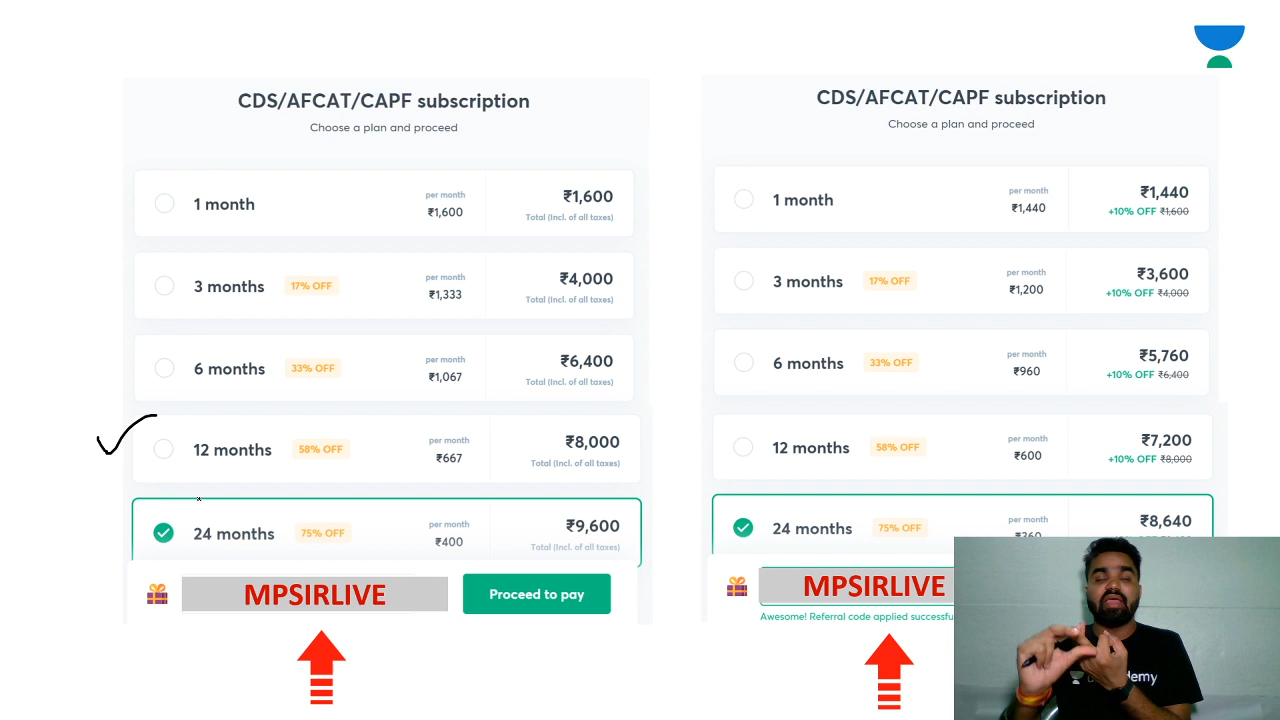 CDS/AFCAT/CAPF subscription
Choose a plan and proceed
1 month
per month
₹1,600
₹1,600
Total (Incl. of all taxes)
3 months
17% OFF
per month
₹1,333
₹4,000
Total (Incl. of all taxes)
6 months
33% OFF
per month
₹1,067
₹6,400
Total (Incl. of all taxes)
12 months
58% OFF
per month
₹667
₹8,000
Total (Incl. of all taxes)
24 months
75% OFF
per month
₹400
₹9,600
Total (Incl. of all taxes)
MPSIRLIVE
Proceed to pay
CDS/AFCAT/CAPF subscription
Choose a plan and proceed
1 month
per month
₹1,440
₹1,440
+10% OFF ₹1,600
3 months
17% OFF
per month
₹1,200
₹3,600
+10% OFF ₹4,000
6 months
33% OFF
per month
₹960
₹5,760
+10% OFF ₹6,400
12 months
58% OFF
per month
₹600
₹7,200
+10% OFF ₹8,000
24 months
75% OFF
per month
₹8,640
MPSIRLIVE
Awesome! Referral code applied successfu